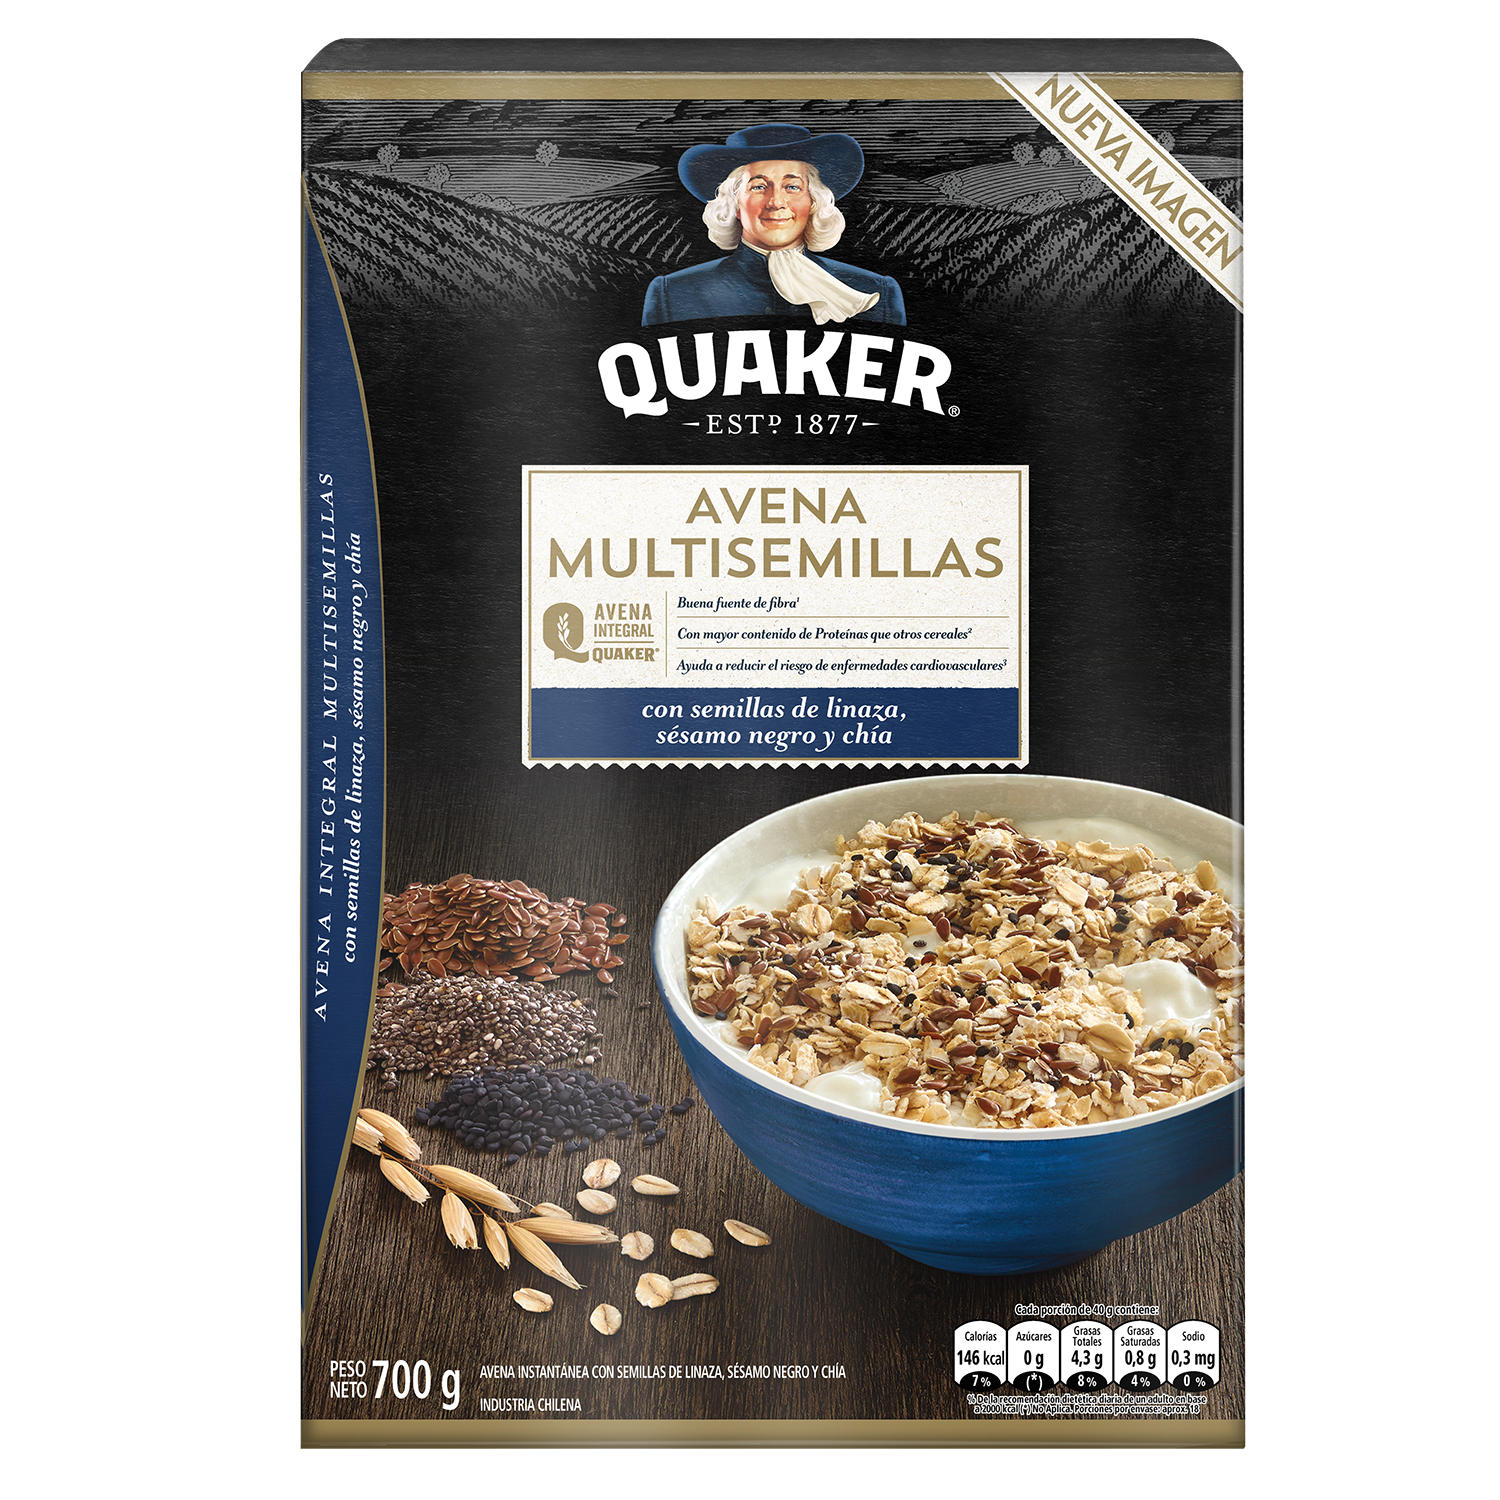 NUEVA IMAGEN
QUAKER®
ESTD 1877
AVENA
MULTISEMILLAS
AVENA
INTEGRAL
QUAKER®
Buena fuente de fibra¹
Con mayor contenido de Proteínas que otros cereales²
Ayuda a reducir el riesgo de enfermedades cardiovasculares³
con semillas de linaza,
sésamo negro y chía
AVENA INTEGRAL MULTISEMILLAS
con semillas de linaza, sésamo negro y chía
PESO
NETO 700 g
AVENA INSTANTÁNEA CON SEMILLAS DE LINAZA, SÉSAMO NEGRO Y CHÍA
INDUSTRIA CHILENA
Cada porción de 40 g contiene:
Calorías
146 kcal
7 %
Azúcares
0 g
(*)
Grasas
Totales
4,3 g
8 %
Grasas
Saturadas
0,8 g
4 %
Sodio
0,3 mg
0 %
% De la recomendación dietética diaria de un adulto en base
a 2000 kcal (*) No Aplica. Porciones por envase: aprox. 18